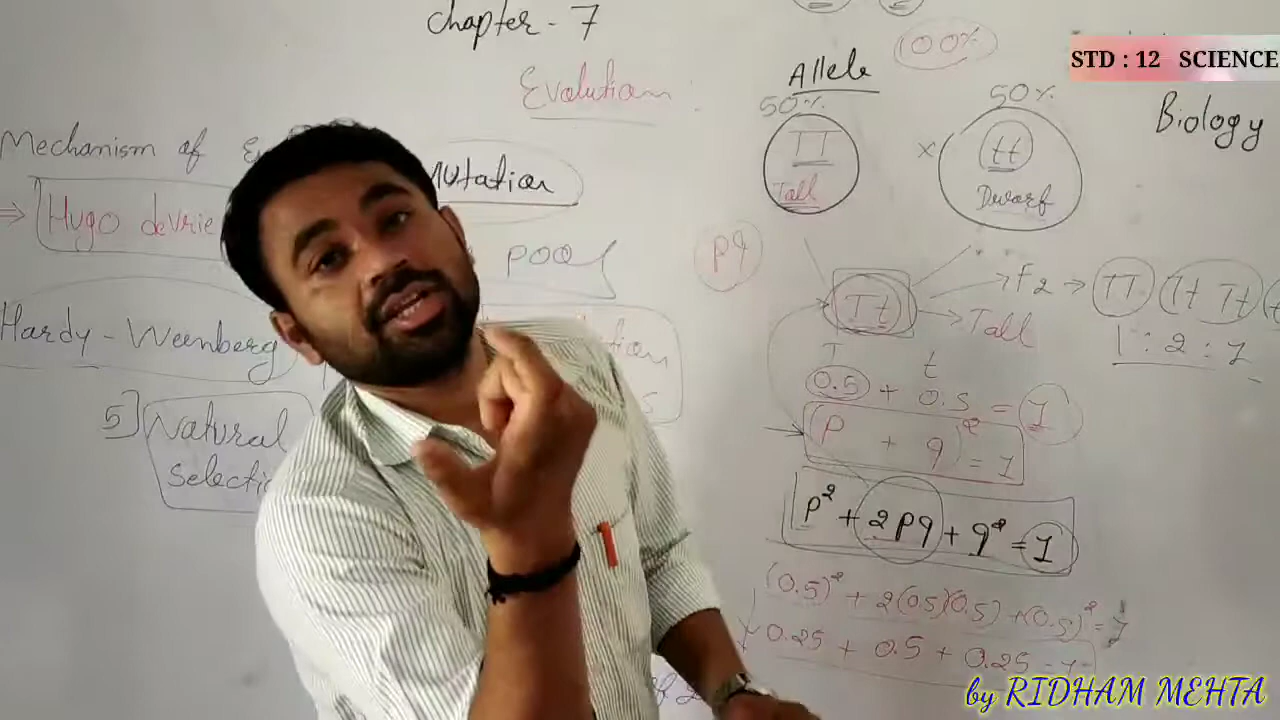 chapter - 7
100%
STD : 12 SCIENCE
Evolution :
Allele
50%
50%
Biology
Mechanism of
Mutation
TT
Tall
x
tt
Dwarf
⇒ Hugo devrie
pool
pq
Tt
→ F2 → TT Tt Tt
→ Tall
1 : 2 : 1
Hardy - Weenberg
T
t
0.5 + 0.5 = 1
5] Natural
selecti
p + q)² = 1
p² + 2pq + q² = 1
(0.5)² + 2(0.5)(0.5) + (0.5)² = 1
0.25 + 0.5 + 0.25 = 1
by RIDHAM MEHTA